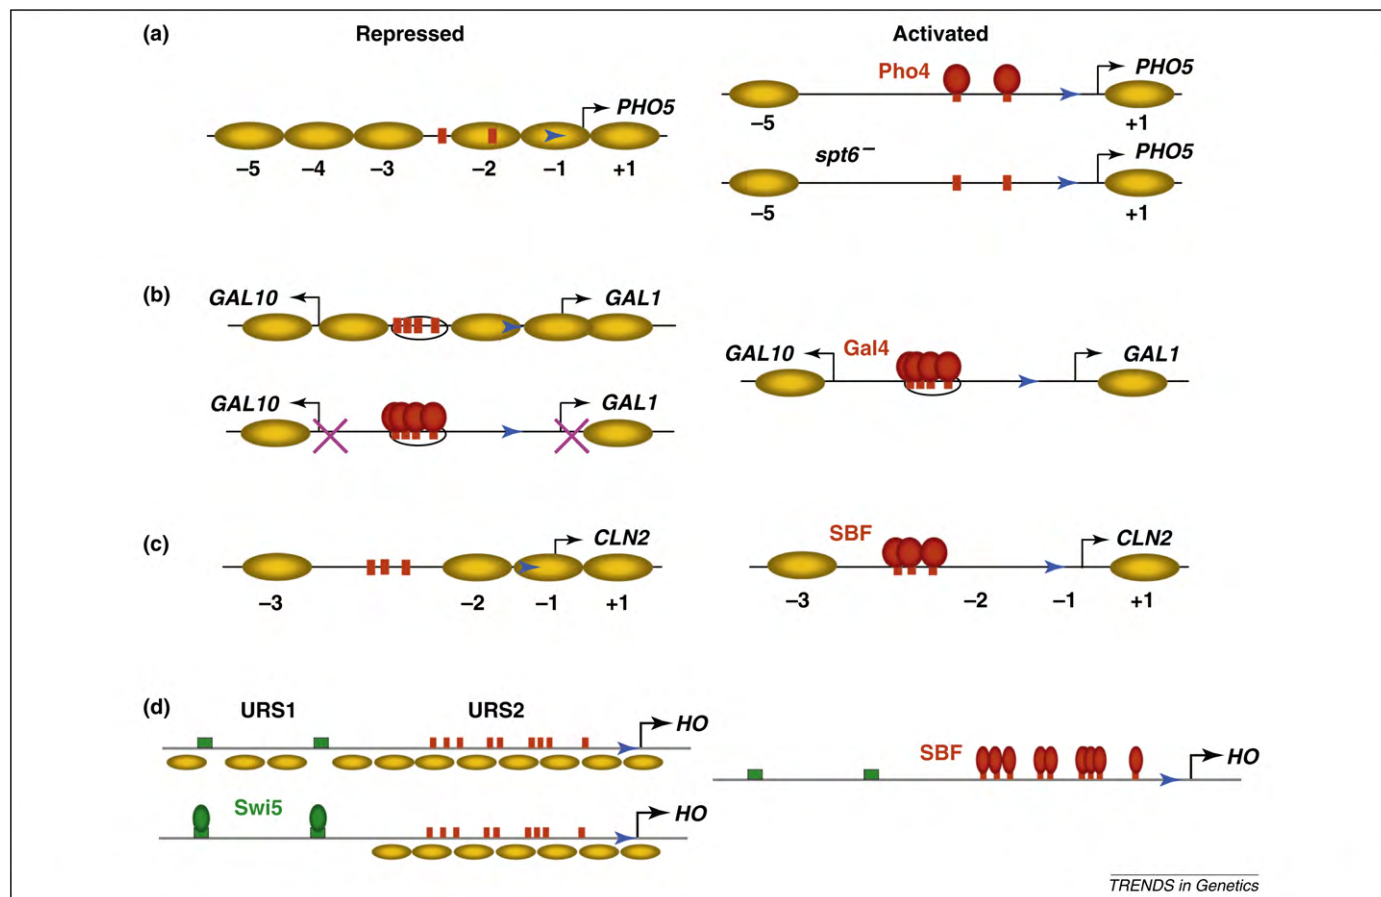 (a) Repressed Activated
Pho4 PHO5
PHO5
–5 +1
–5 –4 –3 –2 –1 +1
spt6– PHO5
–5 +1
(b)
GAL10 GAL1
GAL10 Gal4 GAL1
GAL10 GAL1
(c) CLN2 SBF CLN2
–3 –2 –1 +1 –3 –2 –1 +1
(d) URS1 URS2
HO
SBF HO
Swi5 HO
TRENDS in Genetics